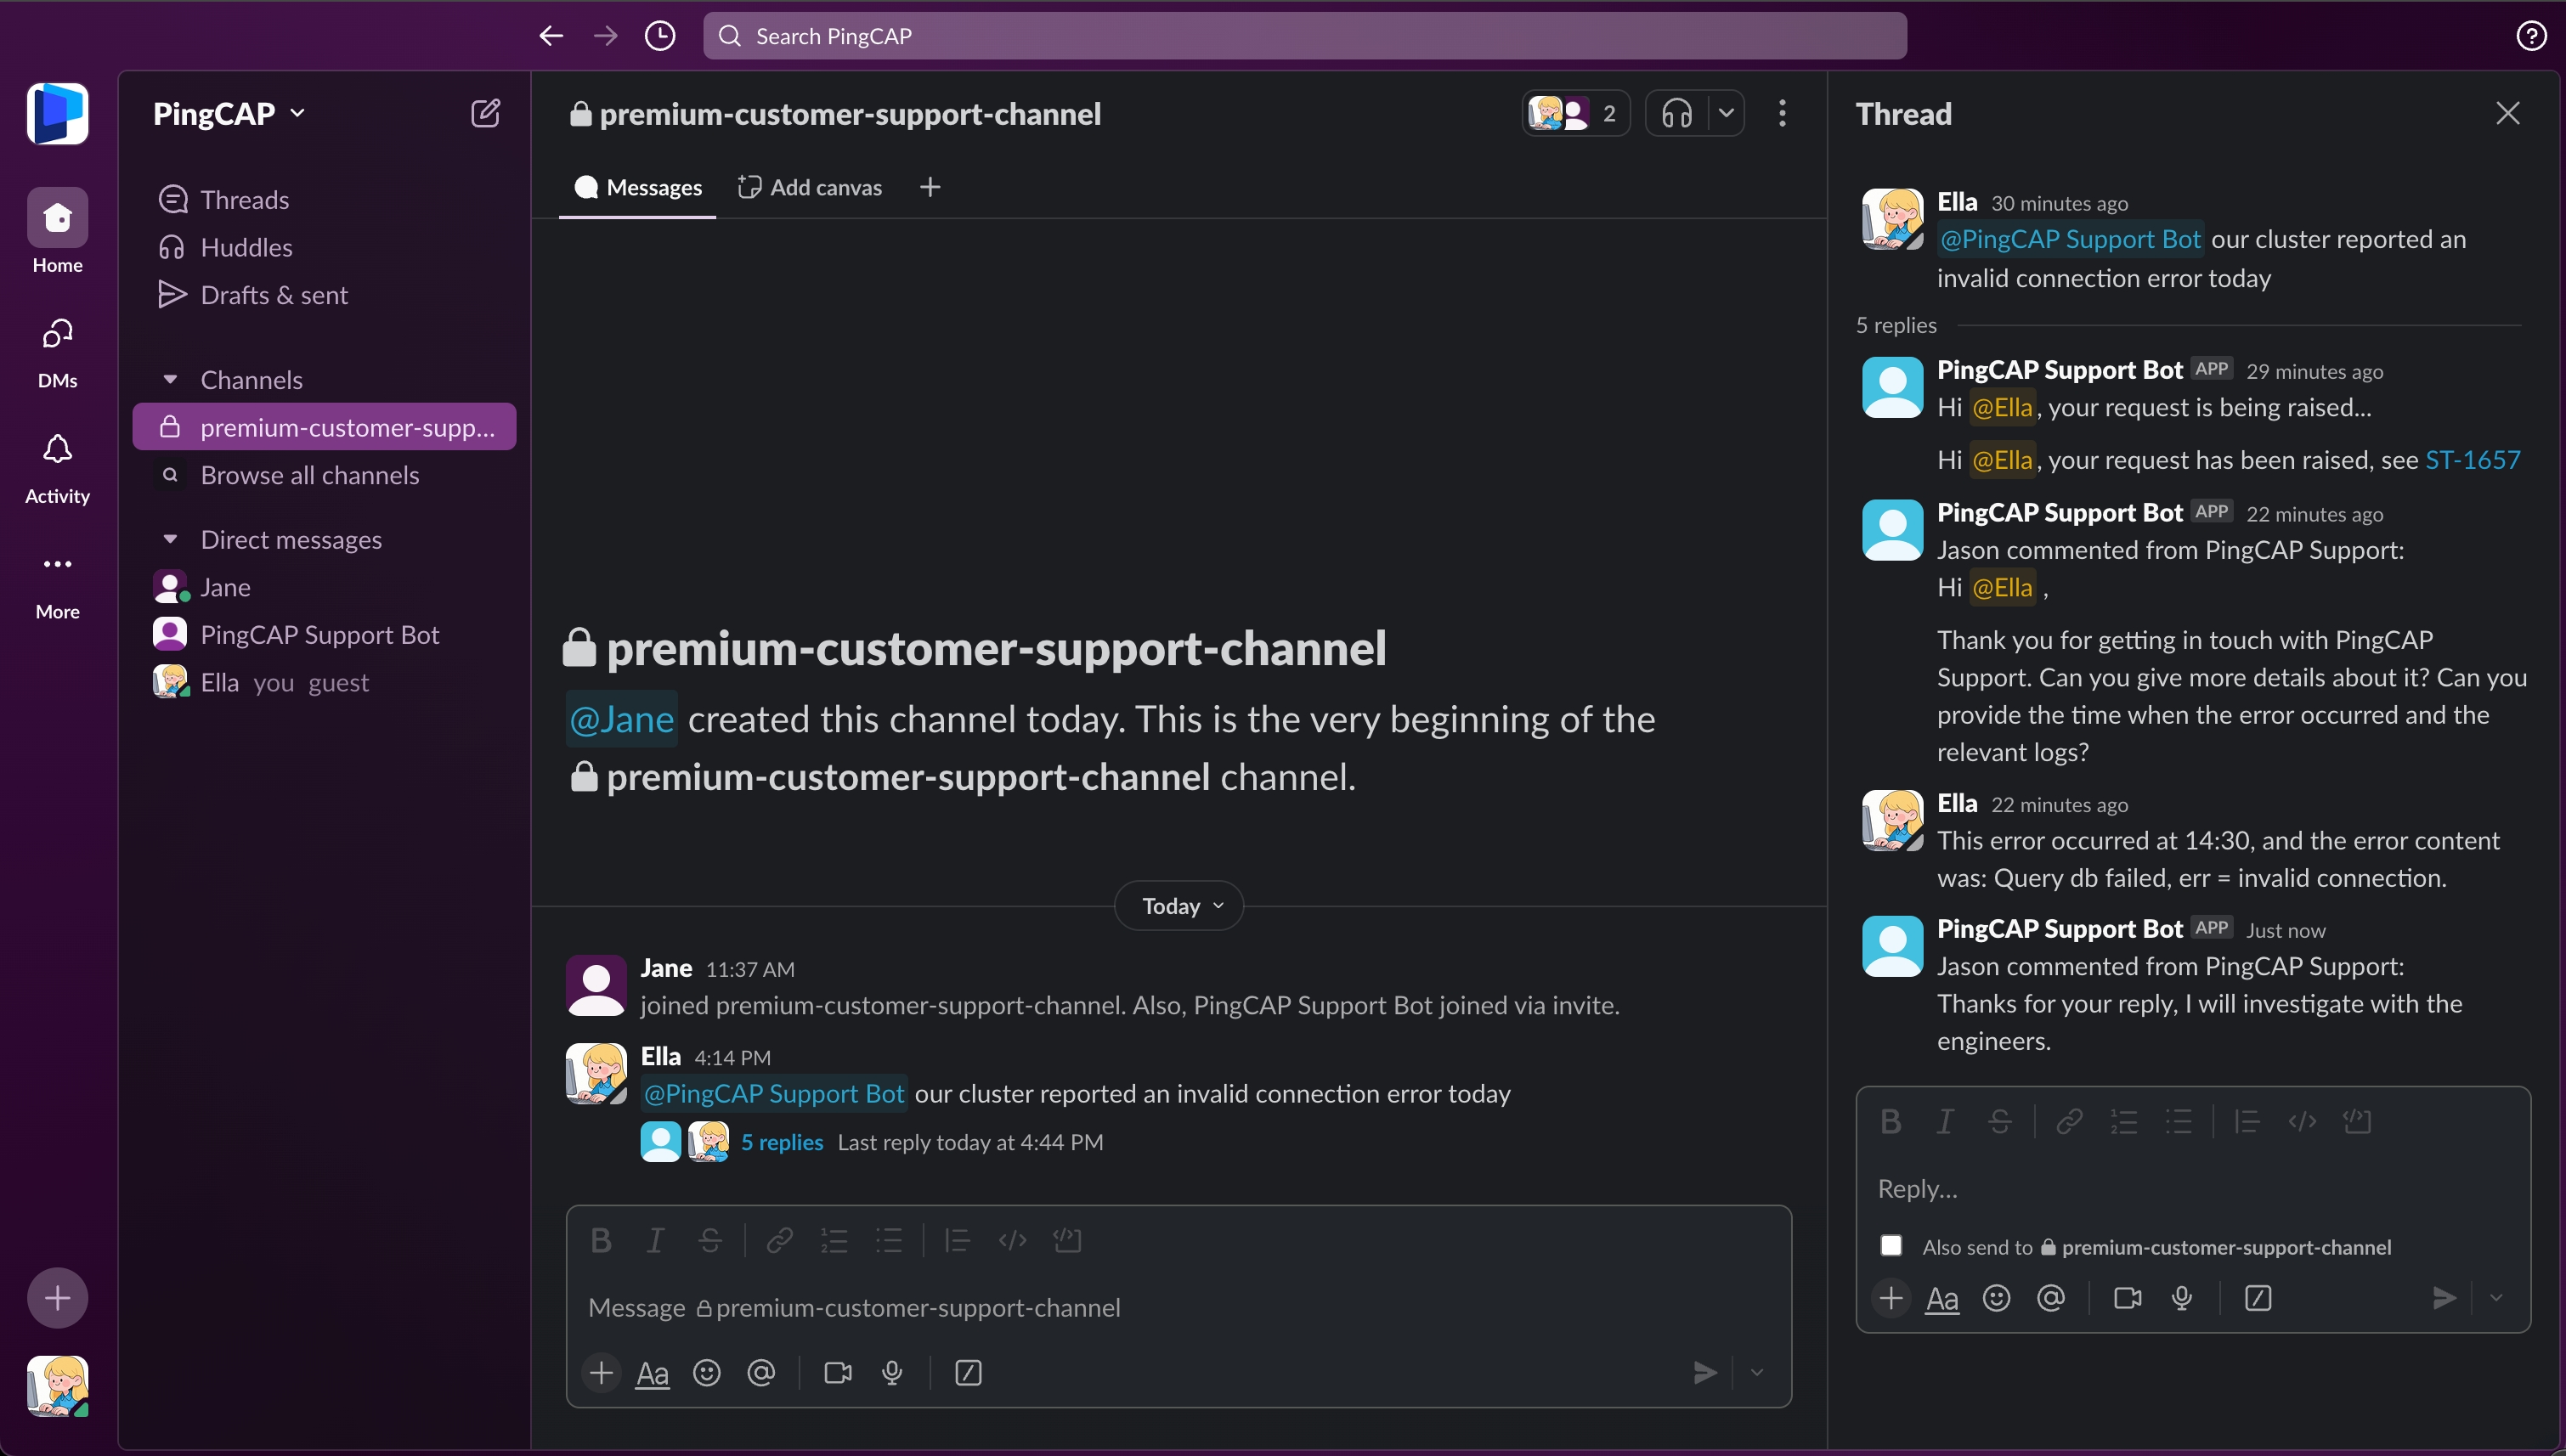 Search PingCAP
PingCAP
Home
DMs
Activity
More
Threads
Huddles
Drafts & sent
Channels
premium-customer-supp...
Browse all channels
Direct messages
Jane
PingCAP Support Bot
Ella you guest
premium-customer-support-channel
2
Messages
Add canvas
premium-customer-support-channel
@Jane created this channel today. This is the very beginning of the
premium-customer-support-channel channel.
Today
Jane 11:37 AM
joined premium-customer-support-channel. Also, PingCAP Support Bot joined via invite.
Ella 4:14 PM
@PingCAP Support Bot our cluster reported an invalid connection error today
5 replies Last reply today at 4:44 PM
Message premium-customer-support-channel
Aa
Thread
Ella 30 minutes ago
@PingCAP Support Bot our cluster reported an
invalid connection error today
5 replies
PingCAP Support Bot APP 29 minutes ago
Hi @Ella, your request is being raised...
Hi @Ella, your request has been raised, see ST-1657
PingCAP Support Bot APP 22 minutes ago
Jason commented from PingCAP Support:
Hi @Ella ,
Thank you for getting in touch with PingCAP
Support. Can you give more details about it? Can you
provide the time when the error occurred and the
relevant logs?
Ella 22 minutes ago
This error occurred at 14:30, and the error content
was: Query db failed, err = invalid connection.
PingCAP Support Bot APP Just now
Jason commented from PingCAP Support:
Thanks for your reply, I will investigate with the
engineers.
Reply...
Also send to premium-customer-support-channel
Aa